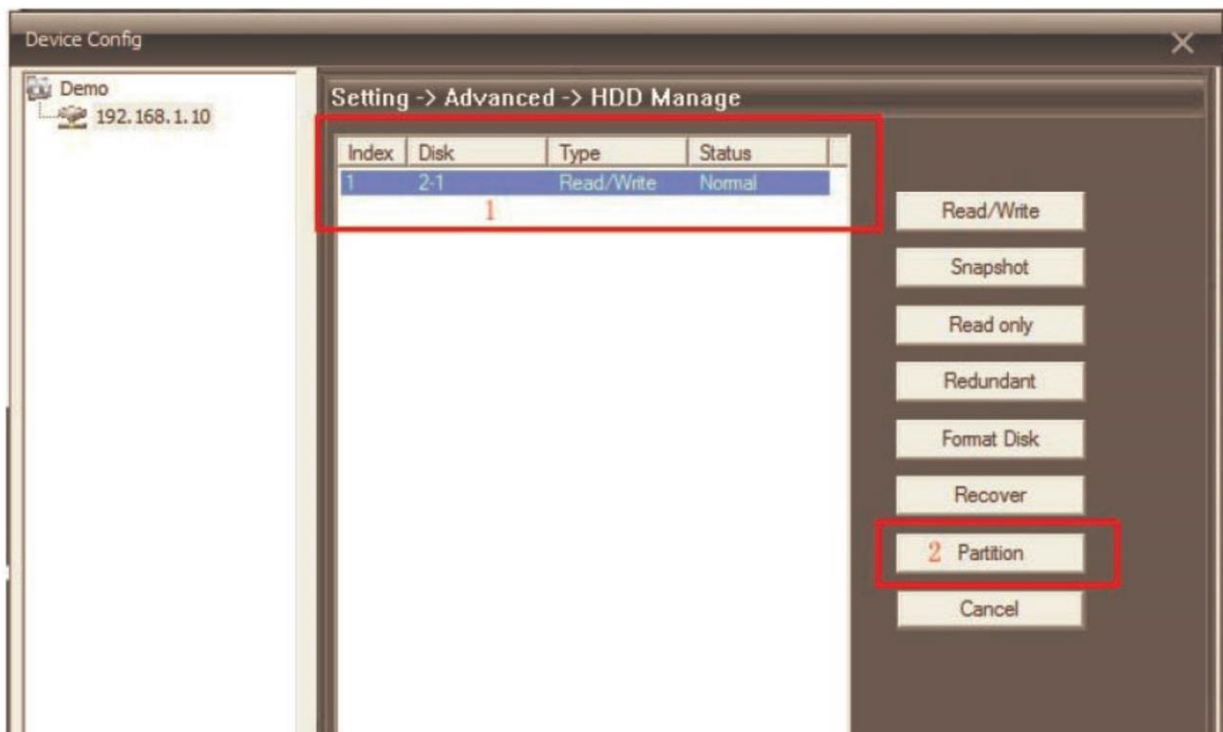 Device Config
Demo
192.168.1.10
Setting -> Advanced -> HDD Manage
Index Disk Type Status
1 2-1 Read/Write Normal
1
Read/Write
Snapshot
Read only
Redundant
Format Disk
Recover
2 Partition
Cancel